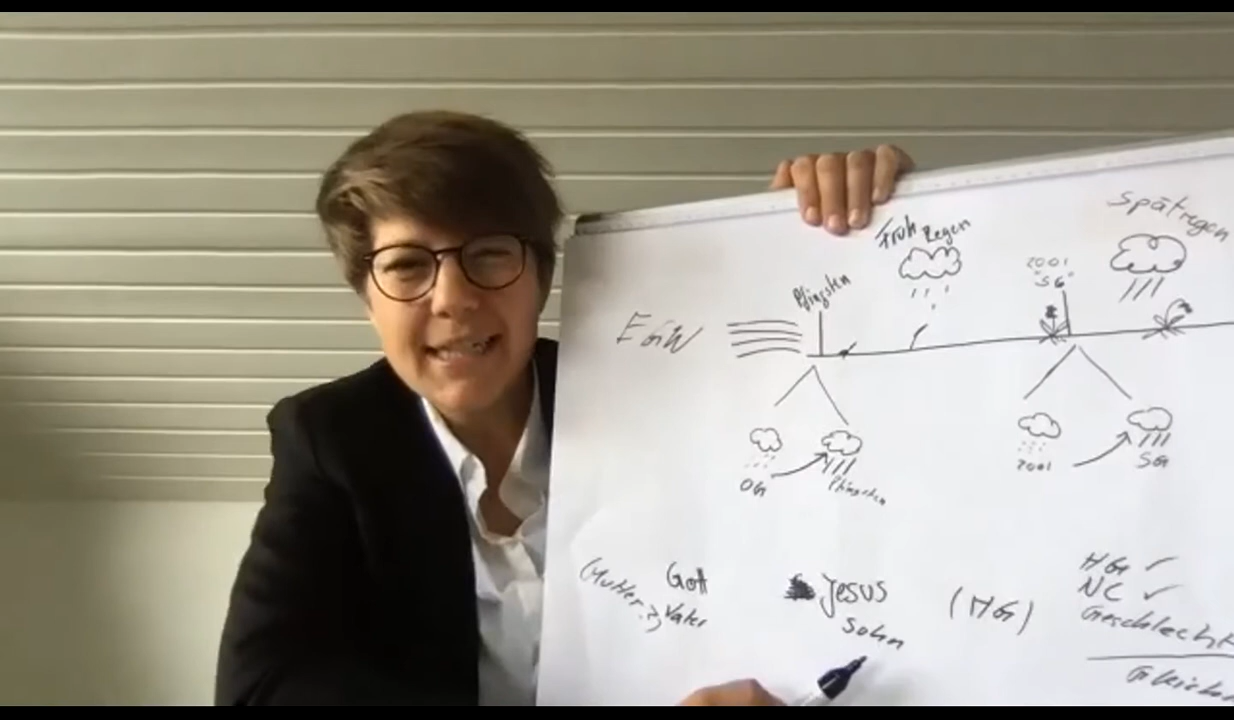 Spätregen
Früh Regen
Pfingsten
2001
"SG"
EGW
OG
Pfingsten
2001
SG
(Mutter?)
Gott
Vater
Jesus
Sohn
(HG)
HG ✓
NC ✓